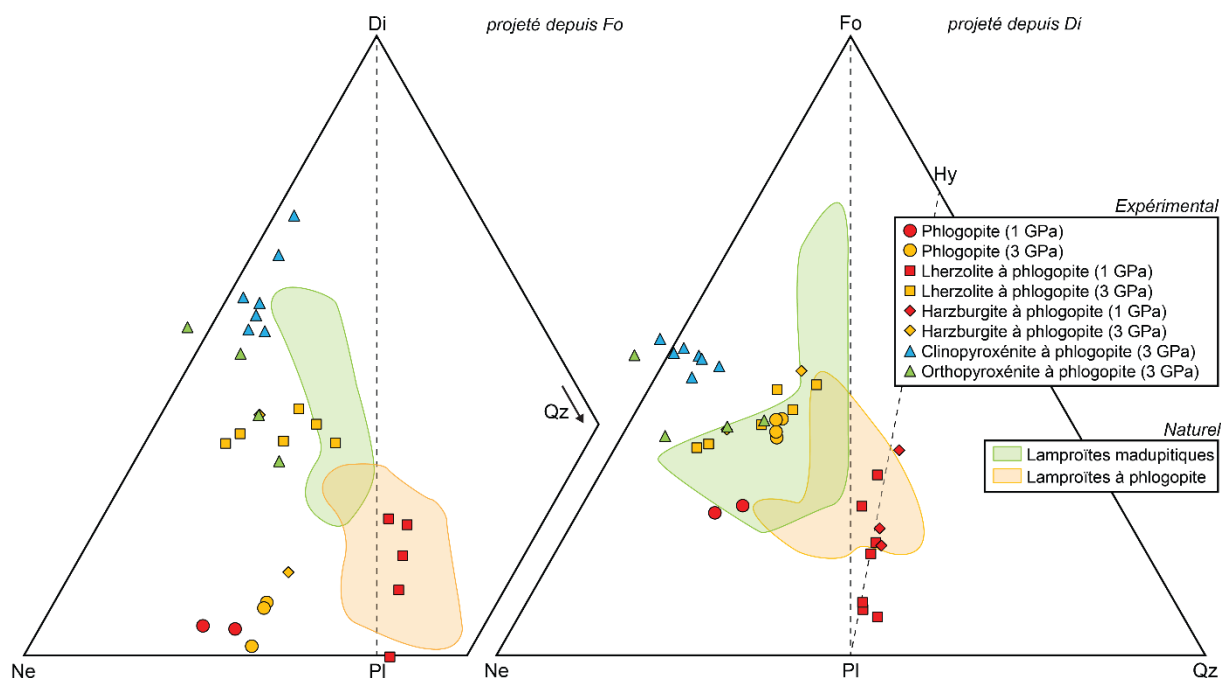 Di
projeté depuis Fo
Fo
projeté depuis Di
Hy
Expérimental
Phlogopite (1 GPa)
Phlogopite (3 GPa)
Lherzolite à phlogopite (1 GPa)
Lherzolite à phlogopite (3 GPa)
Harzburgite à phlogopite (1 GPa)
Harzburgite à phlogopite (3 GPa)
Clinopyroxénite à phlogopite (3 GPa)
Orthopyroxénite à phlogopite (3 GPa)
Qz
Naturel
Lamproïtes madupitiques
Lamproïtes à phlogopite
Ne
Pl
Ne
Pl
Qz